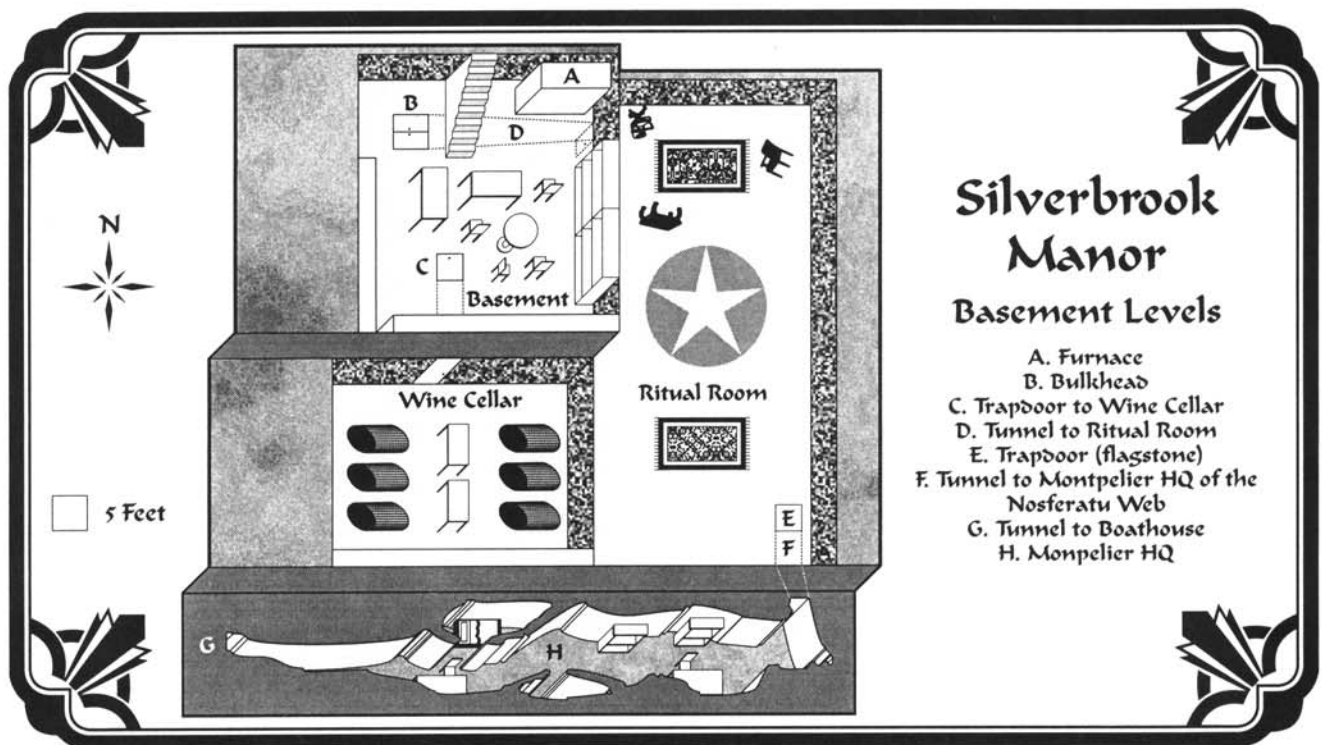 A
B
D
N
C
Basement
Wine Cellar
Ritual Room
5 Feet
E
F
G
H
Silverbrook
Manor
Basement Levels
A. Furnace
B. Bulkhead
C. Trapdoor to Wine Cellar
D. Tunnel to Ritual Room
E. Trapdoor (flagstone)
F. Tunnel to Montpelier HQ of the
Nosferatu Web
G. Tunnel to Boathouse
H. Monpelier HQ